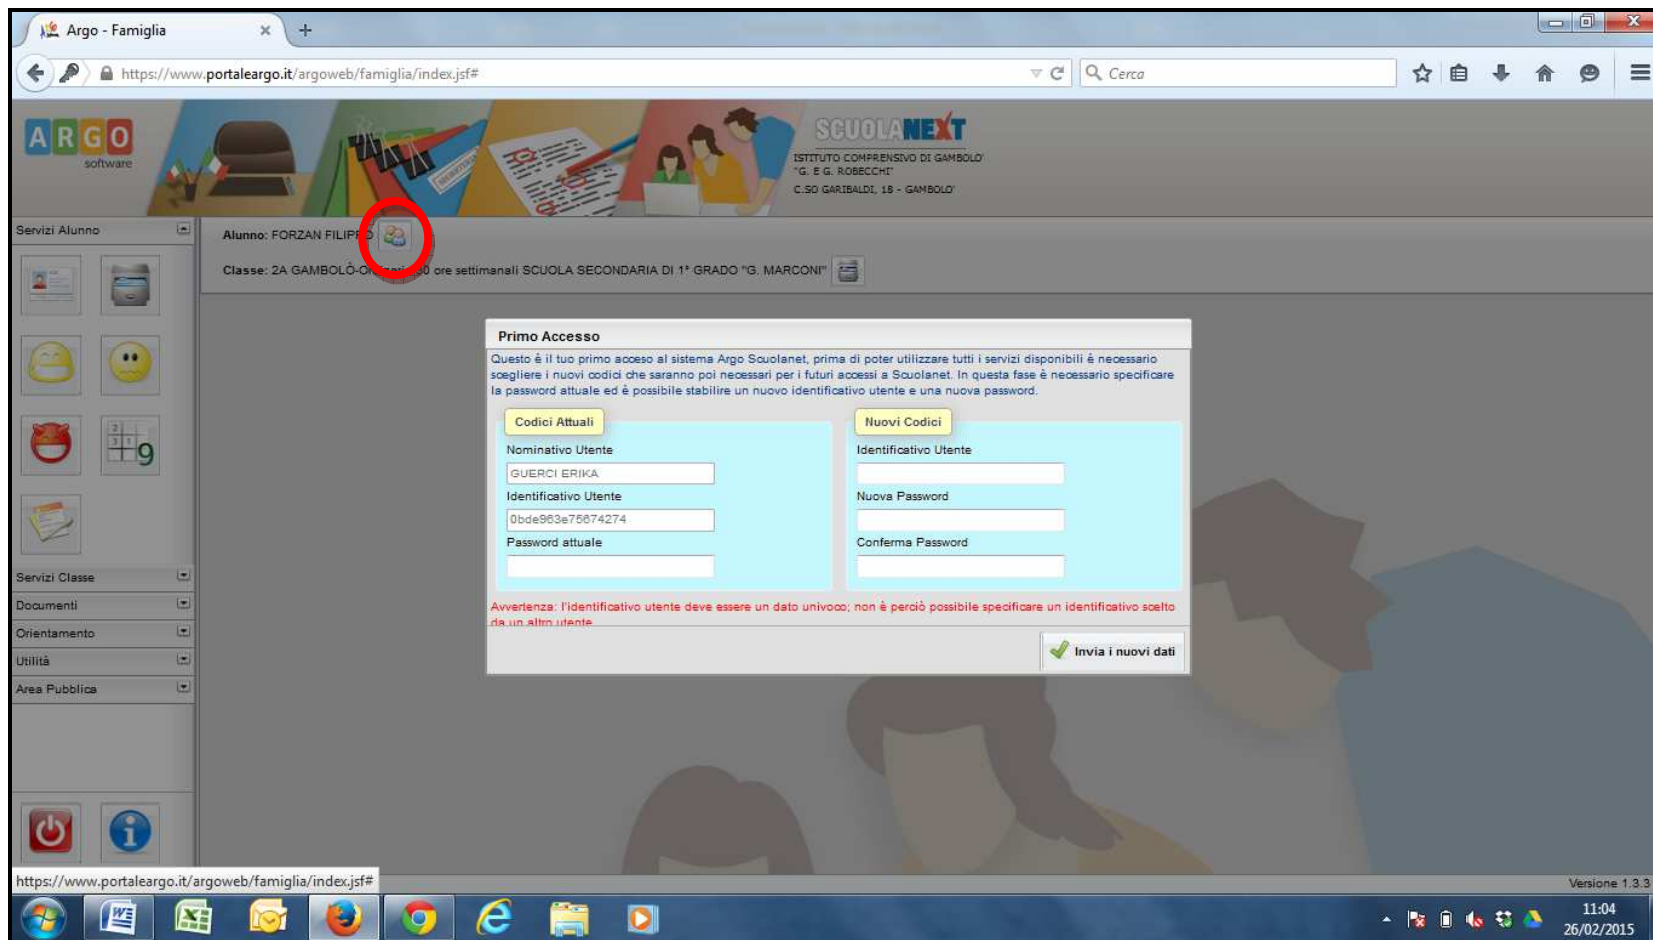 Argo - Famiglia
https://www.portaleargo.it/argoweb/famiglia/index.jsf#
Cerca
ARGO
software
SCUOLANEXT
ISTITUTO COMPRENSIVO DI GAMBOLO'
"G. E G. ROBECCHI"
C.SO GARIBALDI, 18 - GAMBOLO'
Servizi Alunno
Alunno: FORZAN FILIPPO
Classe: 2A GAMBOLÒ-Ordinario 30 ore settimanali SCUOLA SECONDARIA DI 1° GRADO "G. MARCONI"
Primo Accesso
Questo è il tuo primo acceso al sistema Argo Scuolanet, prima di poter utilizzare tutti i servizi disponibili è necessario
scegliere i nuovi codici che saranno poi necessari per i futuri accessi a Scuolanet. In questa fase è necessario specificare
la password attuale ed è possibile stabilire un nuovo identificativo utente e una nuova password.
Codici Attuali
Nominativo Utente
GUERCI ERIKA
Identificativo Utente
0bde963e75674274
Password attuale
Nuovi Codici
Identificativo Utente
Nuova Password
Conferma Password
Avvertenza: l'identificativo utente deve essere un dato univoco; non è perciò possibile specificare un identificativo scelto
da un altro utente
Invia i nuovi dati
Servizi Classe
Documenti
Orientamento
Utilità
Area Pubblica
https://www.portaleargo.it/argoweb/famiglia/index.jsf#
Versione 1.3.3
11:04
26/02/2015